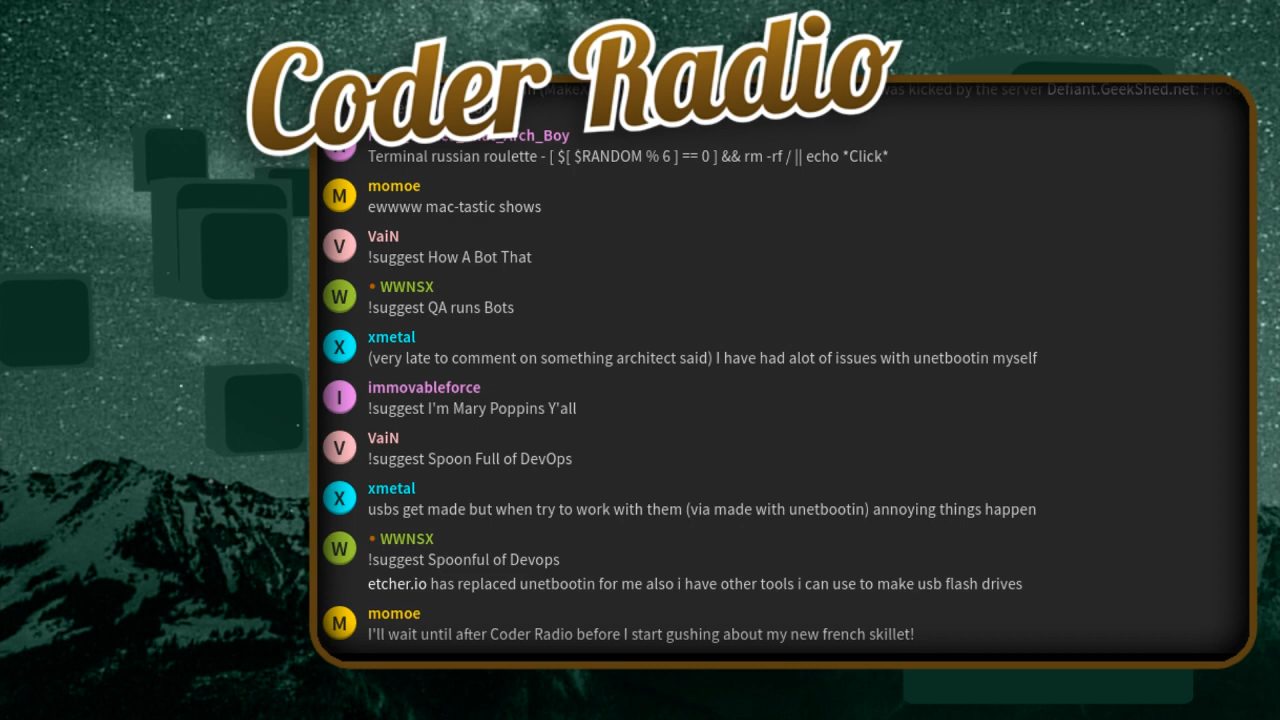 Coder Radio
(MakeX was kicked by the server Defiant.GeekShed.net: Floo
Arch_Boy
Terminal russian roulette - [ $[ $RANDOM % 6 ] == 0 ] && rm -rf / || echo *Click*
M momoe
ewwww mac-tastic shows
V VaiN
!suggest How A Bot That
W • WWNSX
!suggest QA runs Bots
X xmetal
(very late to comment on something architect said) I have had alot of issues with unetbootin myself
I immovableforce
!suggest I'm Mary Poppins Y'all
V VaiN
!suggest Spoon Full of DevOps
X xmetal
usbs get made but when try to work with them (via made with unetbootin) annoying things happen
W • WWNSX
!suggest Spoonful of Devops
etcher.io has replaced unetbootin for me also i have other tools i can use to make usb flash drives
M momoe
I'll wait until after Coder Radio before I start gushing about my new french skillet!